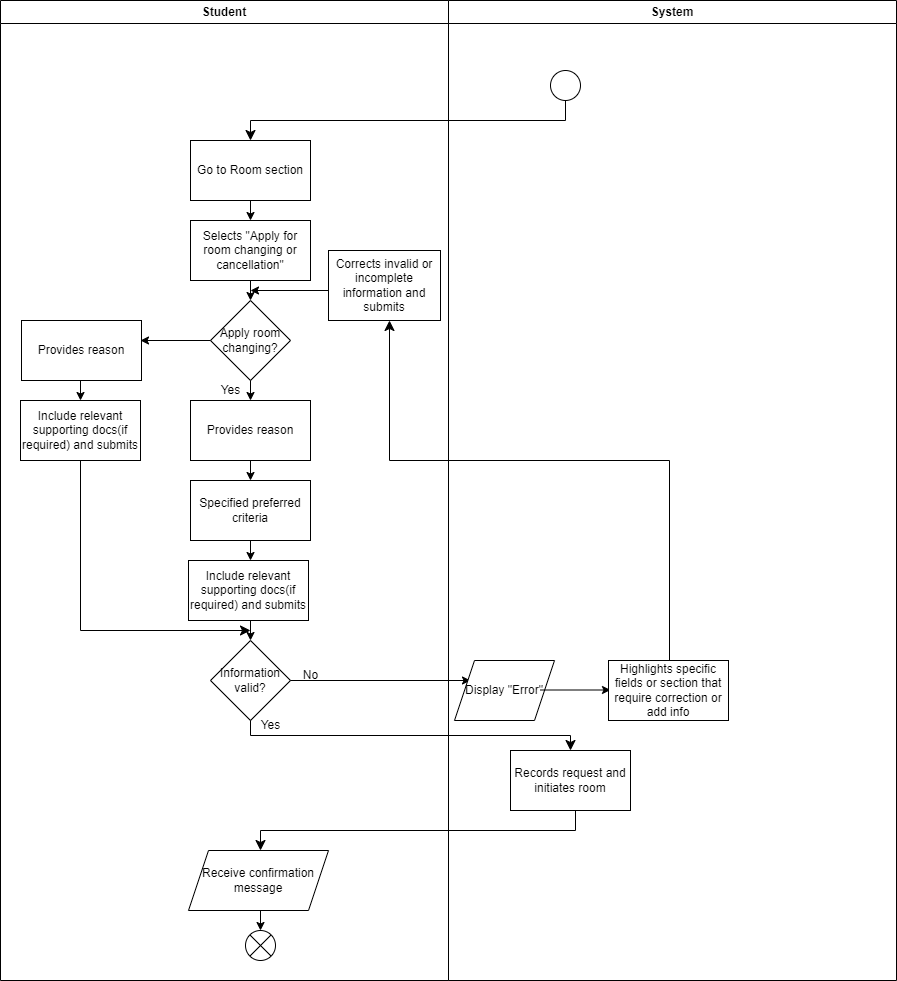 Student
System
Go to Room section
Selects "Apply for
room changing or
cancellation"
Corrects invalid or
incomplete
information and
submits
Apply room
changing?
Provides reason
Yes
Include relevant
supporting docs(if
required) and submits
Provides reason
Specified preferred
criteria
Include relevant
supporting docs(if
required) and submits
Information
valid?
No
Display "Error"
Highlights specific
fields or section that
require correction or
add info
Yes
Records request and
initiates room
Receive confirmation
message